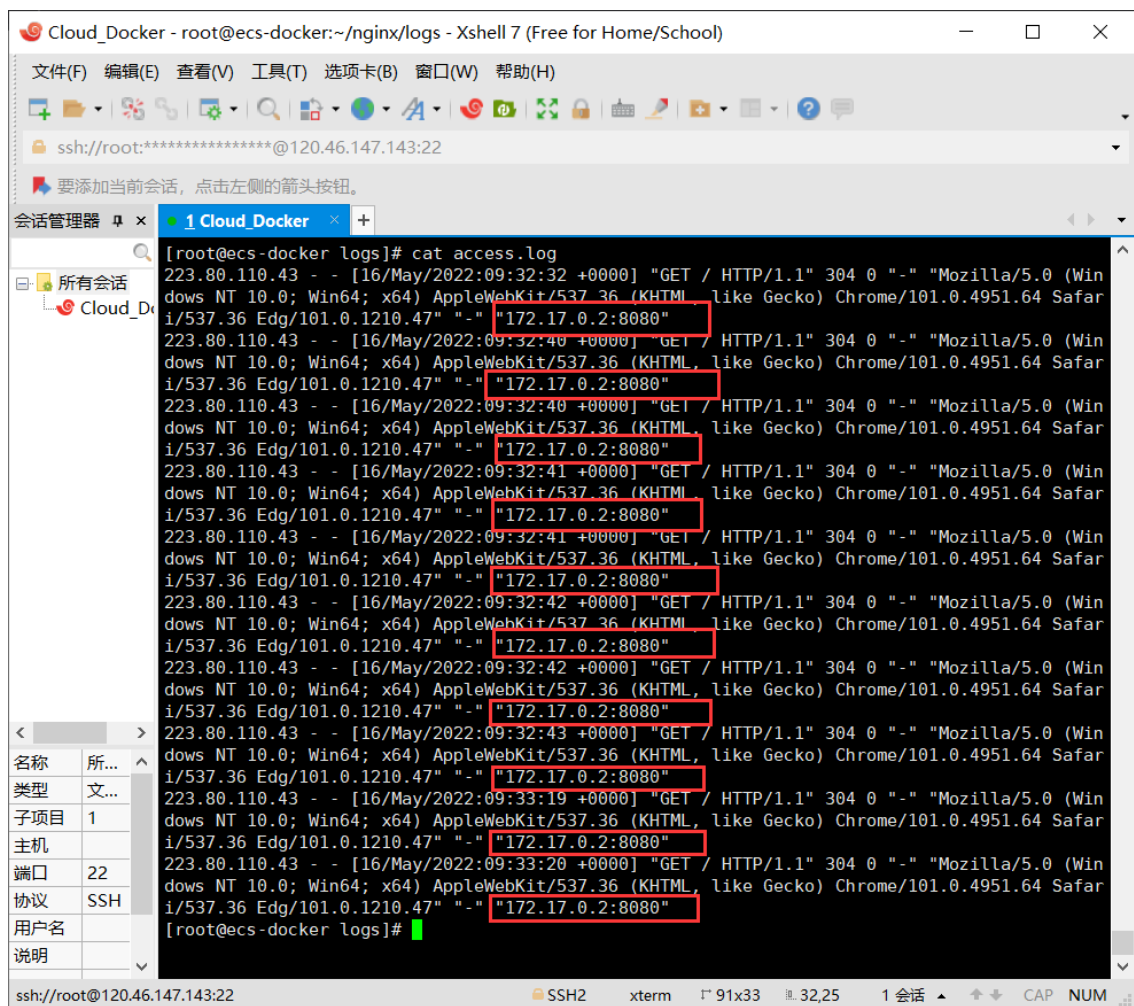 Cloud_Docker - root@ecs-docker:~/nginx/logs - Xshell 7 (Free for Home/School)
文件(F) 编辑(E) 查看(V) 工具(T) 选项卡(B) 窗口(W) 帮助(H)
ssh://root:****************@120.46.147.143:22
要添加当前会话，点击左侧的箭头按钮。
会话管理器
1 Cloud_Docker
所有会话
Cloud_Do
[root@ecs-docker logs]# cat access.log
223.80.110.43 - - [16/May/2022:09:32:32 +0000] "GET / HTTP/1.1" 304 0 "-" "Mozilla/5.0 (Win
dows NT 10.0; Win64; x64) AppleWebKit/537.36 (KHTML, like Gecko) Chrome/101.0.4951.64 Safar
i/537.36 Edg/101.0.1210.47" "-" "172.17.0.2:8080"
223.80.110.43 - - [16/May/2022:09:32:40 +0000] "GET / HTTP/1.1" 304 0 "-" "Mozilla/5.0 (Win
dows NT 10.0; Win64; x64) AppleWebKit/537.36 (KHTML, like Gecko) Chrome/101.0.4951.64 Safar
i/537.36 Edg/101.0.1210.47" "-" "172.17.0.2:8080"
223.80.110.43 - - [16/May/2022:09:32:40 +0000] "GET / HTTP/1.1" 304 0 "-" "Mozilla/5.0 (Win
dows NT 10.0; Win64; x64) AppleWebKit/537.36 (KHTML, like Gecko) Chrome/101.0.4951.64 Safar
i/537.36 Edg/101.0.1210.47" "-" "172.17.0.2:8080"
223.80.110.43 - - [16/May/2022:09:32:41 +0000] "GET / HTTP/1.1" 304 0 "-" "Mozilla/5.0 (Win
dows NT 10.0; Win64; x64) AppleWebKit/537.36 (KHTML, like Gecko) Chrome/101.0.4951.64 Safar
i/537.36 Edg/101.0.1210.47" "-" "172.17.0.2:8080"
223.80.110.43 - - [16/May/2022:09:32:41 +0000] "GET / HTTP/1.1" 304 0 "-" "Mozilla/5.0 (Win
dows NT 10.0; Win64; x64) AppleWebKit/537.36 (KHTML, like Gecko) Chrome/101.0.4951.64 Safar
i/537.36 Edg/101.0.1210.47" "-" "172.17.0.2:8080"
223.80.110.43 - - [16/May/2022:09:32:42 +0000] "GET / HTTP/1.1" 304 0 "-" "Mozilla/5.0 (Win
dows NT 10.0; Win64; x64) AppleWebKit/537.36 (KHTML, like Gecko) Chrome/101.0.4951.64 Safar
i/537.36 Edg/101.0.1210.47" "-" "172.17.0.2:8080"
223.80.110.43 - - [16/May/2022:09:32:42 +0000] "GET / HTTP/1.1" 304 0 "-" "Mozilla/5.0 (Win
dows NT 10.0; Win64; x64) AppleWebKit/537.36 (KHTML, like Gecko) Chrome/101.0.4951.64 Safar
i/537.36 Edg/101.0.1210.47" "-" "172.17.0.2:8080"
223.80.110.43 - - [16/May/2022:09:32:43 +0000] "GET / HTTP/1.1" 304 0 "-" "Mozilla/5.0 (Win
dows NT 10.0; Win64; x64) AppleWebKit/537.36 (KHTML, like Gecko) Chrome/101.0.4951.64 Safar
i/537.36 Edg/101.0.1210.47" "-" "172.17.0.2:8080"
223.80.110.43 - - [16/May/2022:09:33:19 +0000] "GET / HTTP/1.1" 304 0 "-" "Mozilla/5.0 (Win
dows NT 10.0; Win64; x64) AppleWebKit/537.36 (KHTML, like Gecko) Chrome/101.0.4951.64 Safar
i/537.36 Edg/101.0.1210.47" "-" "172.17.0.2:8080"
223.80.110.43 - - [16/May/2022:09:33:20 +0000] "GET / HTTP/1.1" 304 0 "-" "Mozilla/5.0 (Win
dows NT 10.0; Win64; x64) AppleWebKit/537.36 (KHTML, like Gecko) Chrome/101.0.4951.64 Safar
i/537.36 Edg/101.0.1210.47" "-" "172.17.0.2:8080"
[root@ecs-docker logs]#
名称 所...
类型 文...
子项目 1
主机
端口 22
协议 SSH
用户名
说明
ssh://root@120.46.147.143:22 SSH2 xterm 91x33 32,25 1 会话 CAP NUM